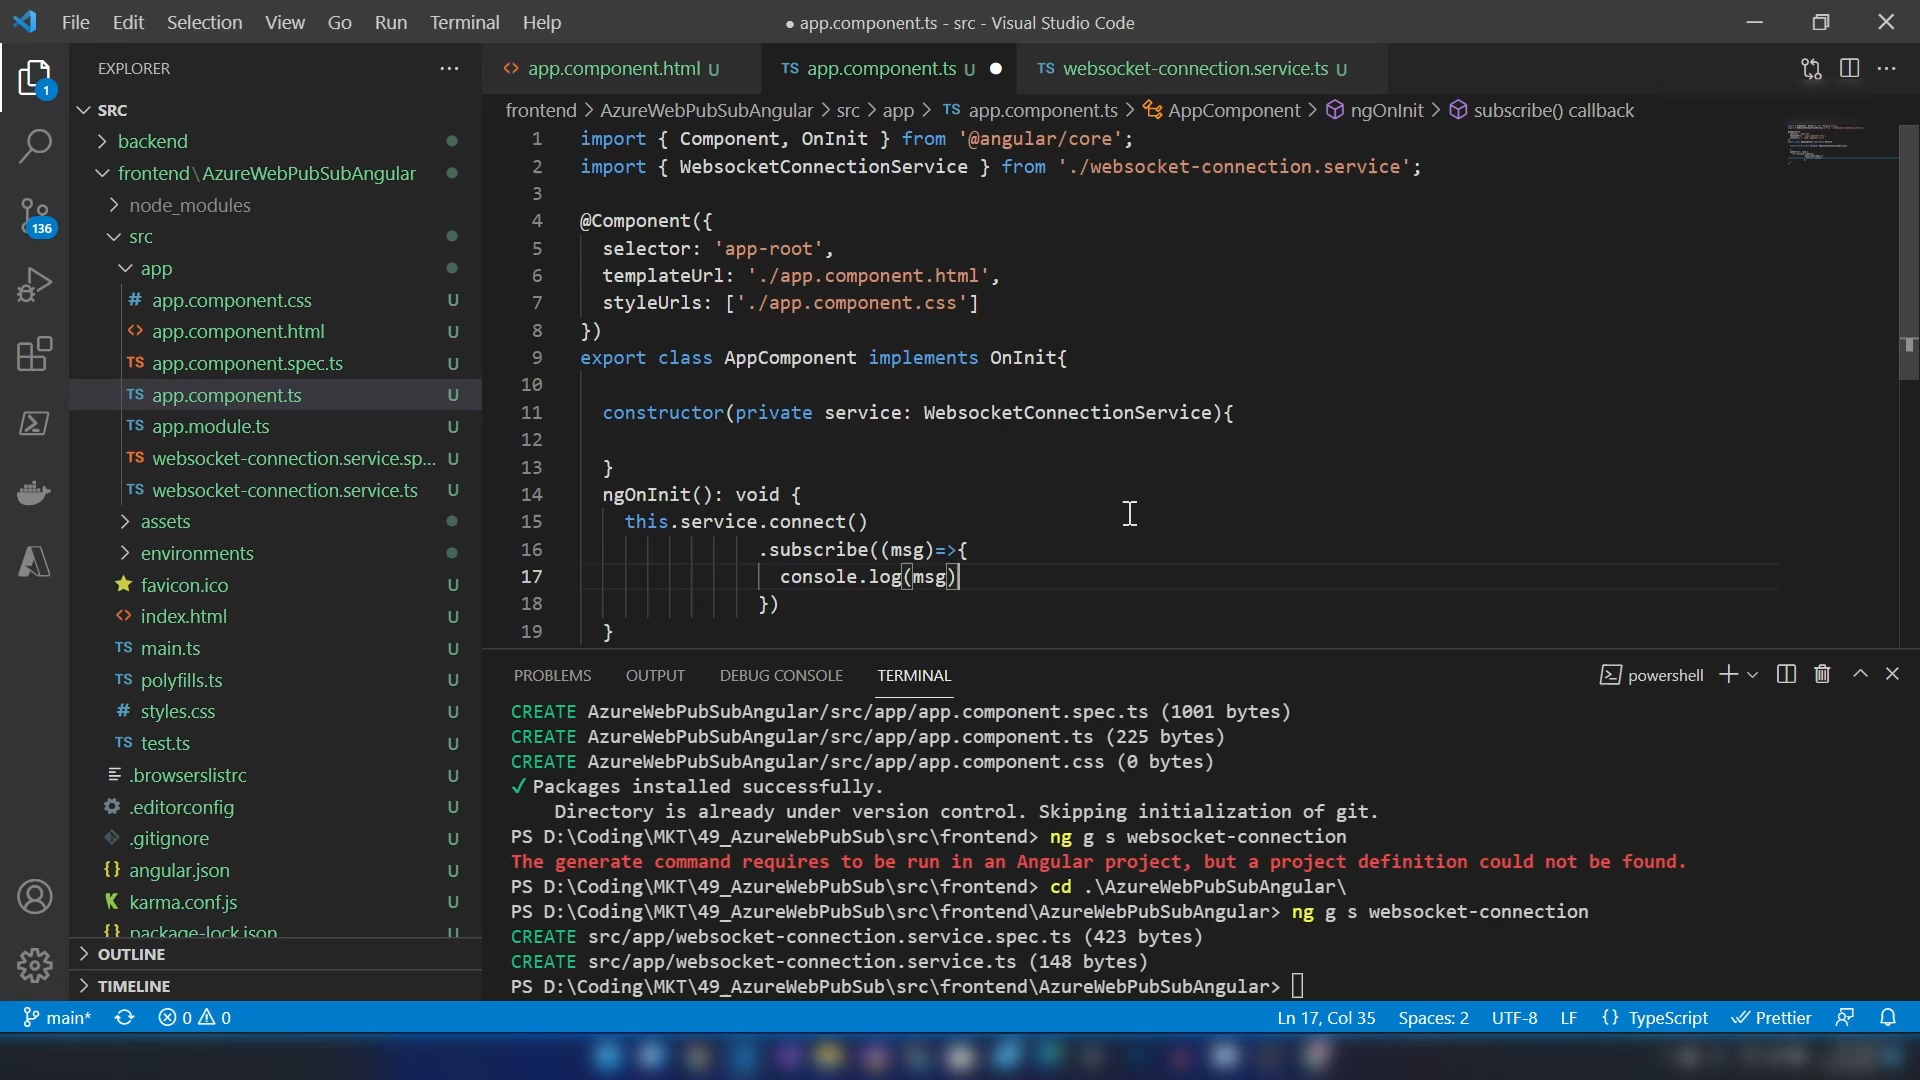 File Edit Selection View Go Run Terminal Help
● app.component.ts - src - Visual Studio Code
EXPLORER
<> app.component.html U
TS app.component.ts U ●
TS websocket-connection.service.ts U
frontend > AzureWebPubSubAngular > src > app > TS app.component.ts > AppComponent > ngOnInit > subscribe() callback
1
136
SRC
backend
frontend\AzureWebPubSubAngular
node_modules
src
app
# app.component.css U
<> app.component.html U
TS app.component.spec.ts U
TS app.component.ts U
TS app.module.ts U
TS websocket-connection.service.sp... U
TS websocket-connection.service.ts U
assets
environments
favicon.ico U
<> index.html U
TS main.ts U
TS polyfills.ts U
# styles.css U
TS test.ts U
.browserslistrc U
.editorconfig U
.gitignore U
{} angular.json U
K karma.conf.js U
{} package-lock.json U
OUTLINE
TIMELINE
1 import { Component, OnInit } from '@angular/core';
2 import { WebsocketConnectionService } from './websocket-connection.service';
3
4 @Component({
5 selector: 'app-root',
6 templateUrl: './app.component.html',
7 styleUrls: ['./app.component.css']
8 })
9 export class AppComponent implements OnInit{
10
11 constructor(private service: WebsocketConnectionService){
12
13 }
14 ngOnInit(): void {
15 this.service.connect()
16 .subscribe((msg)=>{
17 console.log(msg)
18 })
19 }
PROBLEMS OUTPUT DEBUG CONSOLE TERMINAL
powershell
CREATE AzureWebPubSubAngular/src/app/app.component.spec.ts (1001 bytes)
CREATE AzureWebPubSubAngular/src/app/app.component.ts (225 bytes)
CREATE AzureWebPubSubAngular/src/app/app.component.css (0 bytes)
✓ Packages installed successfully.
Directory is already under version control. Skipping initialization of git.
PS D:\Coding\MKT\49_AzureWebPubSub\src\frontend> ng g s websocket-connection
The generate command requires to be run in an Angular project, but a project definition could not be found.
PS D:\Coding\MKT\49_AzureWebPubSub\src\frontend> cd .\AzureWebPubSubAngular\
PS D:\Coding\MKT\49_AzureWebPubSub\src\frontend\AzureWebPubSubAngular> ng g s websocket-connection
CREATE src/app/websocket-connection.service.spec.ts (423 bytes)
CREATE src/app/websocket-connection.service.ts (148 bytes)
PS D:\Coding\MKT\49_AzureWebPubSub\src\frontend\AzureWebPubSubAngular>
main* 0 0
Ln 17, Col 35 Spaces: 2 UTF-8 LF {} TypeScript Prettier